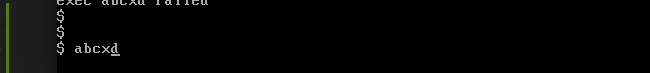 exec abcxd failed
$
$
$ abcxd